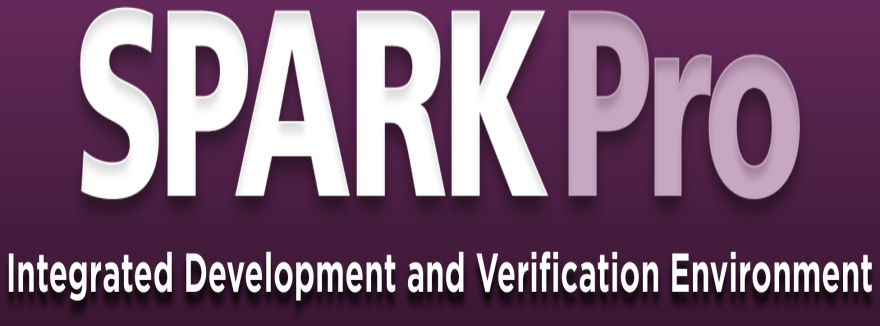 SPARK Pro
Integrated Development and Verification Environment